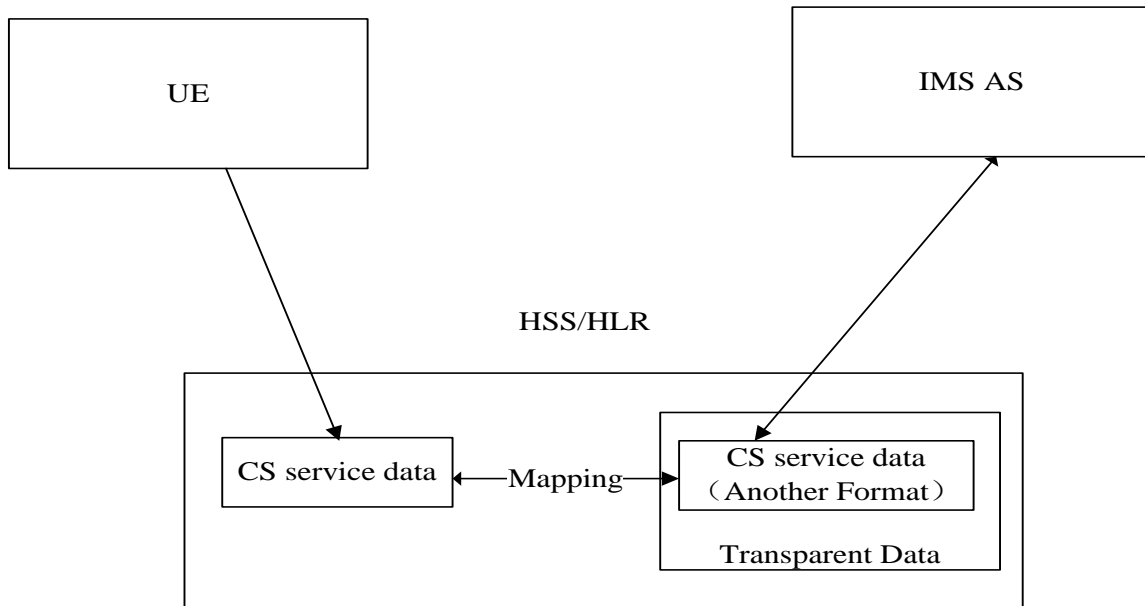 UE
IMS AS
HSS/HLR
CS service data
Mapping
CS service data
（Another Format）
Transparent Data